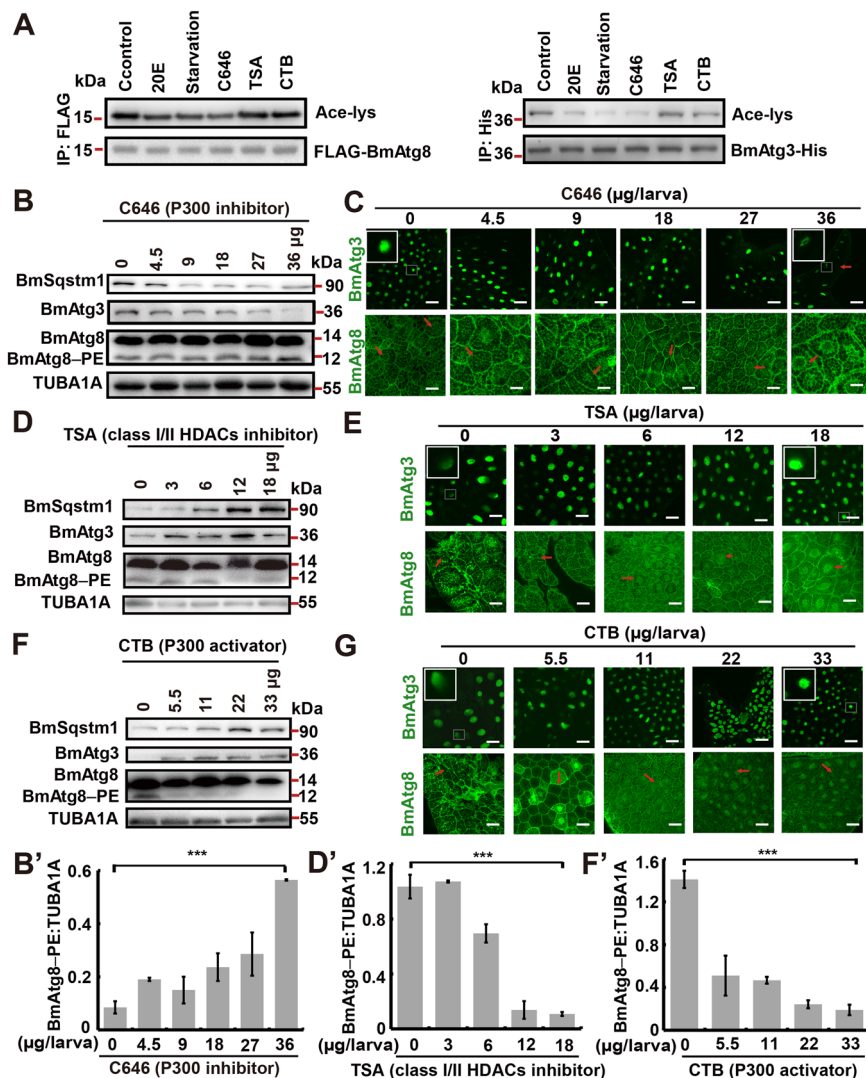 A
Ccontrol 20E Starvation C646 TSA CTB
kDa
15 Ace-lys
15 FLAG-BmAtg8
IP: FLAG
Control 20E Starvation C646 TSA CTB
kDa
36 Ace-lys
36 BmAtg3-His
IP: His
B
C646 (P300 inhibitor)
0 4.5 9 18 27 36 µg
kDa
BmSqstm1 90
BmAtg3 36
BmAtg8 14
BmAtg8–PE 12
TUBA1A 55
C
C646 (µg/larva)
0 4.5 9 18 27 36
BmAtg3
BmAtg8
D
TSA (class I/II HDACs inhibitor)
0 3 6 12 18 µg
kDa
BmSqstm1 90
BmAtg3 36
BmAtg8 14
BmAtg8–PE 12
TUBA1A 55
E
TSA (µg/larva)
0 3 6 12 18
BmAtg3
BmAtg8
F
CTB (P300 activator)
0 5.5 11 22 33 µg
kDa
BmSqstm1 90
BmAtg3 36
BmAtg8 14
BmAtg8–PE 12
TUBA1A 55
G
CTB (µg/larva)
0 5.5 11 22 33
BmAtg3
BmAtg8
B’
BmAtg8–PE:TUBA1A
0.6
0.4
0.2
0
***
0 4.5 9 18 27 36
(µg/larva)
C646 (P300 inhibitor)
D’
BmAtg8–PE:TUBA1A
1.2
0.8
0.4
0
***
0 3 6 12 18
(µg/larva)
TSA (class I/II HDACs inhibitor)
F’
BmAtg8–PE:TUBA1A
1.6
1.2
0.8
0.4
0
***
0 5.5 11 22 33
(µg/larva)
CTB (P300 activator)